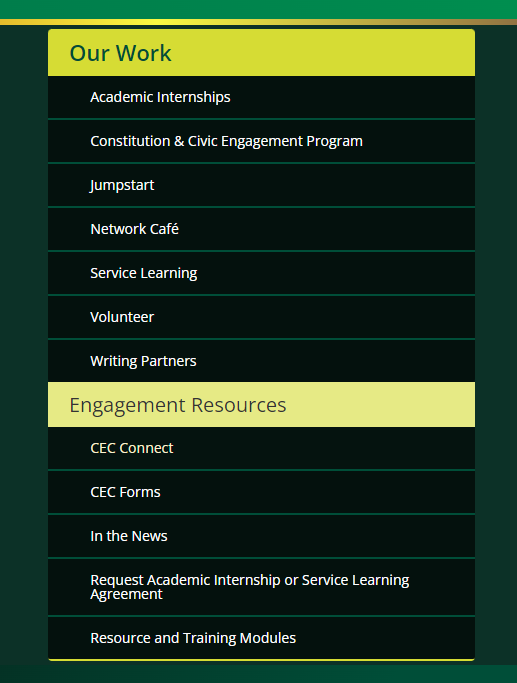 Our Work
Academic Internships
Constitution & Civic Engagement Program
Jumpstart
Network Café
Service Learning
Volunteer
Writing Partners
Engagement Resources
CEC Connect
CEC Forms
In the News
Request Academic Internship or Service Learning
Agreement
Resource and Training Modules